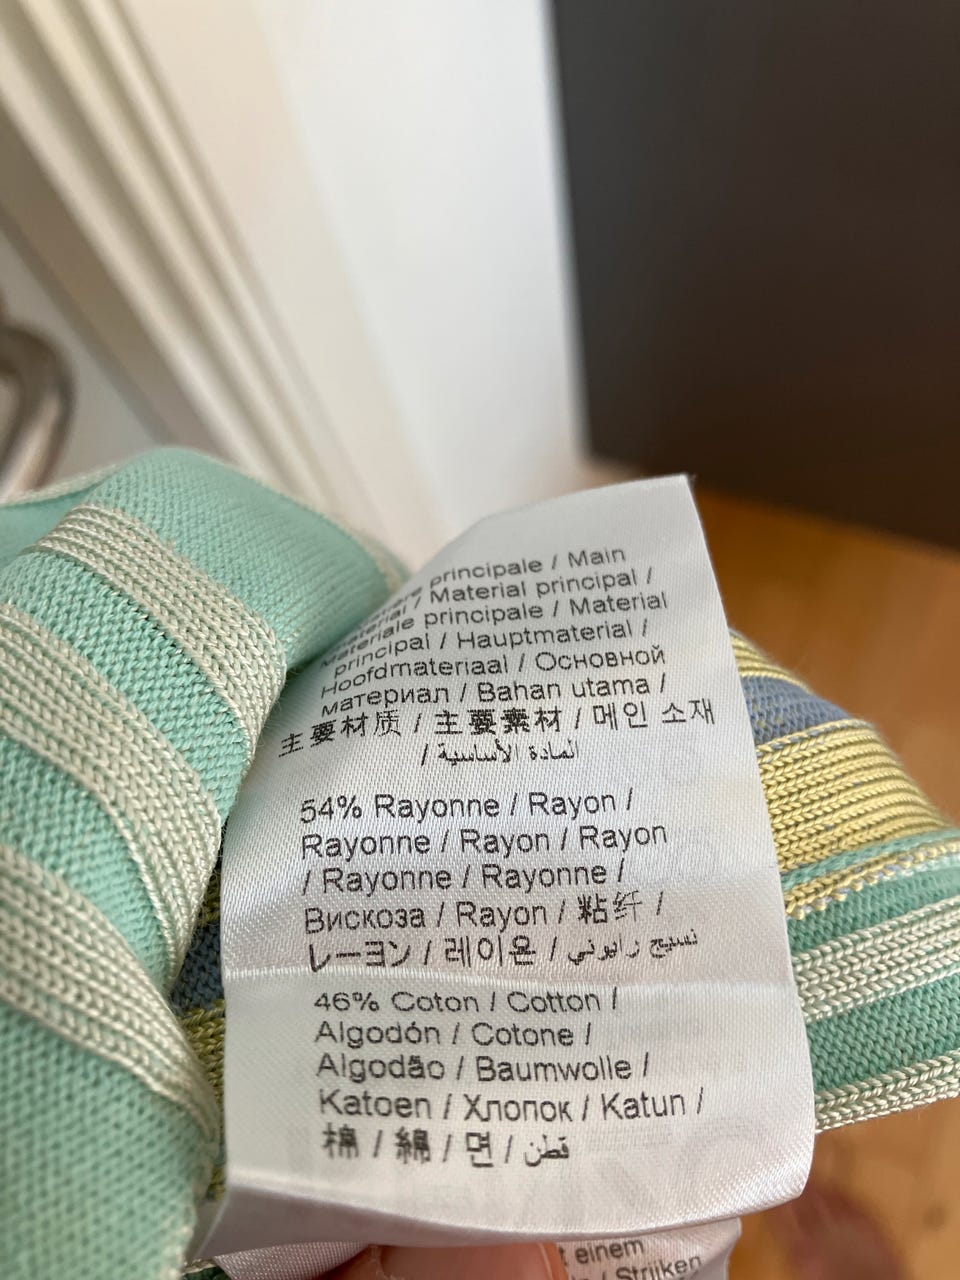 principale / Main
/ Material principal /
Materiale principale / Material
principal / Hauptmaterial /
Hoofdmateriaal / Основной
материал / Bahan utama /
主要材质 / 主要素材 / 메인 소재
/ المادة الأساسية
54% Rayonne / Rayon /
Rayonne / Rayon / Rayon
/ Rayonne / Rayonne /
Вискоза / Rayon / 粘纤 /
レーヨン / 레이온 / نسيج رايوني
46% Coton / Cotton /
Algodón / Cotone /
Algodão / Baumwolle /
Katoen / Хлопок / Katun /
棉 / 綿 / 면 / قطن
einem
/ Strijken